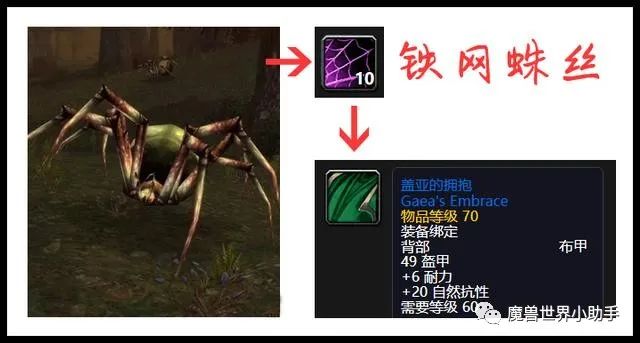 10
铁网蛛丝
盖亚的拥抱
Gaea's Embrace
物品等级 70
装备绑定
背部 布甲
49 盔甲
+6 耐力
+20 自然抗性
需要等级 60
魔兽世界小助手